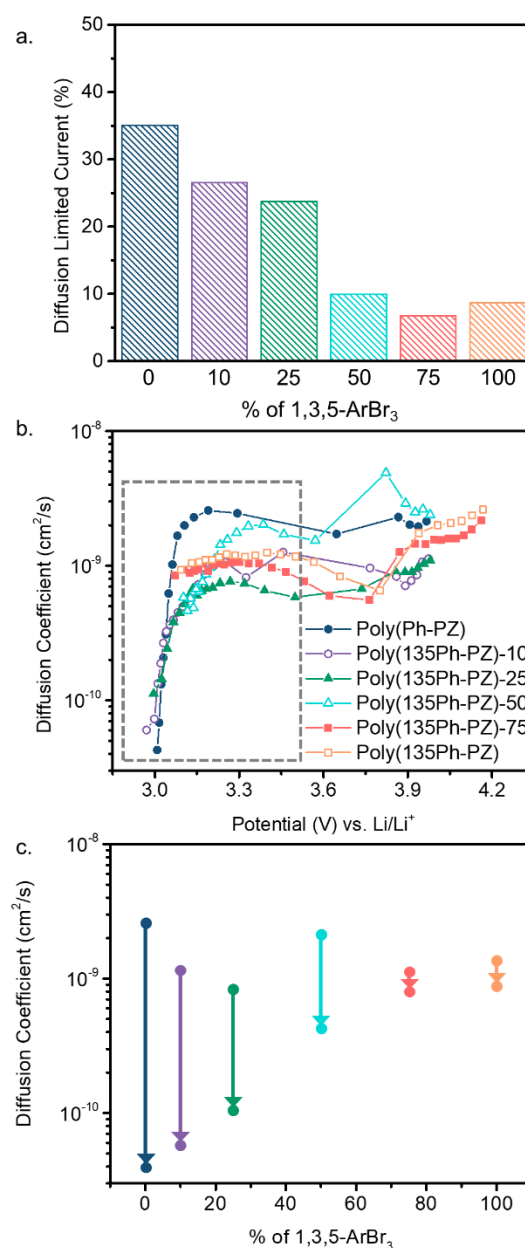 a.
Diffusion Limited Current (%)
50
40
30
20
10
0
0 10 25 50 75 100
% of 1,3,5-ArBr₃
b.
Diffusion Coefficient (cm²/s)
10⁻⁸
10⁻⁹
10⁻¹⁰
Poly(Ph-PZ)
Poly(135Ph-PZ)-10
Poly(135Ph-PZ)-25
Poly(135Ph-PZ)-50
Poly(135Ph-PZ)-75
Poly(135Ph-PZ)
3.0 3.3 3.6 3.9 4.2
Potential (V) vs. Li/Li⁺
c.
Diffusion Coefficient (cm²/s)
10⁻⁸
10⁻⁹
10⁻¹⁰
0 20 40 60 80 100
% of 1,3,5-ArBr₃